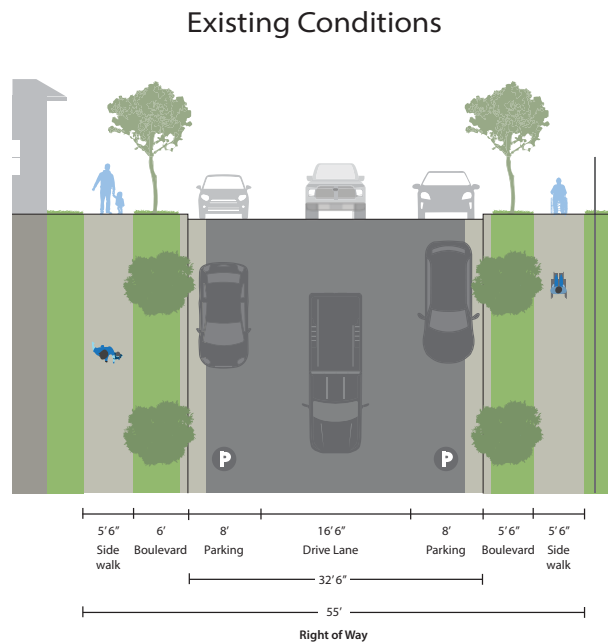 Existing Conditions
P
P
5’6” 6’ 8’ 16’6” 8’ 5’6” 5’6”
Side Boulevard Parking Drive Lane Parking Boulevard Side
walk walk
32’6”
55’
Right of Way